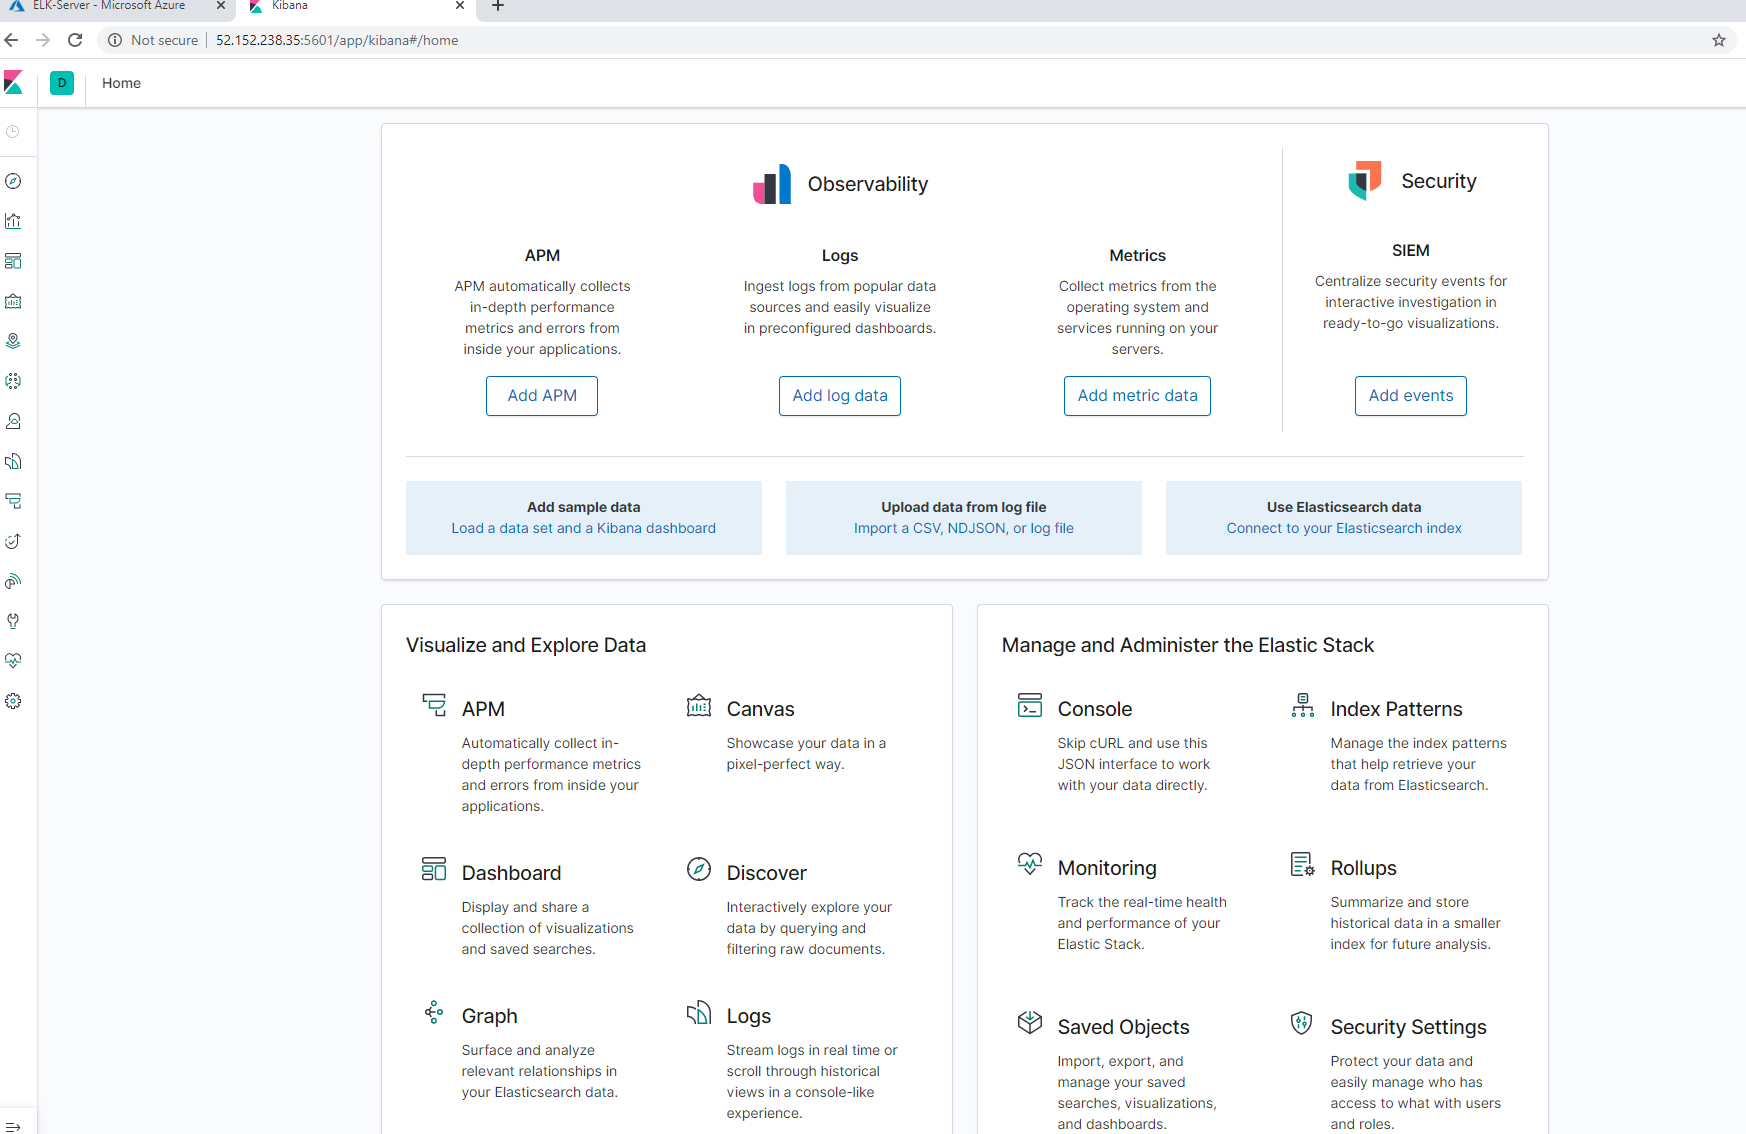 ELK-Server - Microsoft Azure
Kibana
Not secure
52.152.238.35:5601/app/kibana#/home
D
Home
Observability
APM
APM automatically collects
in-depth performance
metrics and errors from
inside your applications.
Add APM
Logs
Ingest logs from popular data
sources and easily visualize
in preconfigured dashboards.
Add log data
Metrics
Collect metrics from the
operating system and
services running on your
servers.
Add metric data
Security
SIEM
Centralize security events for
interactive investigation in
ready-to-go visualizations.
Add events
Add sample data
Load a data set and a Kibana dashboard
Upload data from log file
Import a CSV, NDJSON, or log file
Use Elasticsearch data
Connect to your Elasticsearch index
Visualize and Explore Data
APM
Automatically collect in-
depth performance metrics
and errors from inside your
applications.
Canvas
Showcase your data in a
pixel-perfect way.
Dashboard
Display and share a
collection of visualizations
and saved searches.
Discover
Interactively explore your
data by querying and
filtering raw documents.
Graph
Surface and analyze
relevant relationships in
your Elasticsearch data.
Logs
Stream logs in real time or
scroll through historical
views in a console-like
experience.
Manage and Administer the Elastic Stack
Console
Skip cURL and use this
JSON interface to work
with your data directly.
Index Patterns
Manage the index patterns
that help retrieve your
data from Elasticsearch.
Monitoring
Track the real-time health
and performance of your
Elastic Stack.
Rollups
Summarize and store
historical data in a smaller
index for future analysis.
Saved Objects
Import, export, and
manage your saved
searches, visualizations,
and dashboards.
Security Settings
Protect your data and
easily manage who has
access to what with users
and roles.